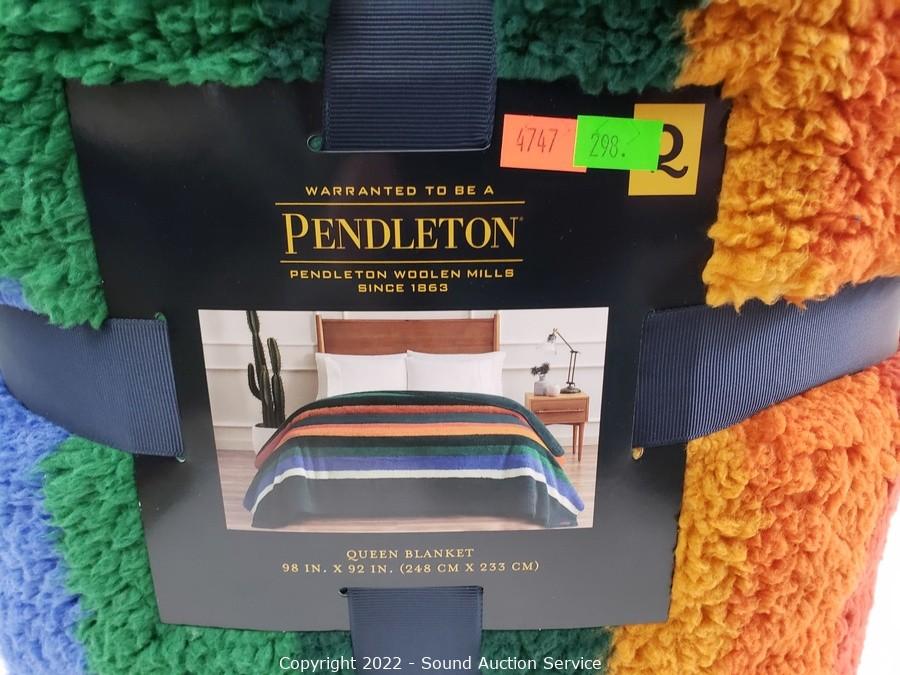 4747
298.
Q
WARRANTED TO BE A
PENDLETON®
PENDLETON WOOLEN MILLS
SINCE 1863
QUEEN BLANKET
98 IN. X 92 IN. (248 CM X 233 CM)
Copyright 2022 - Sound Auction Service